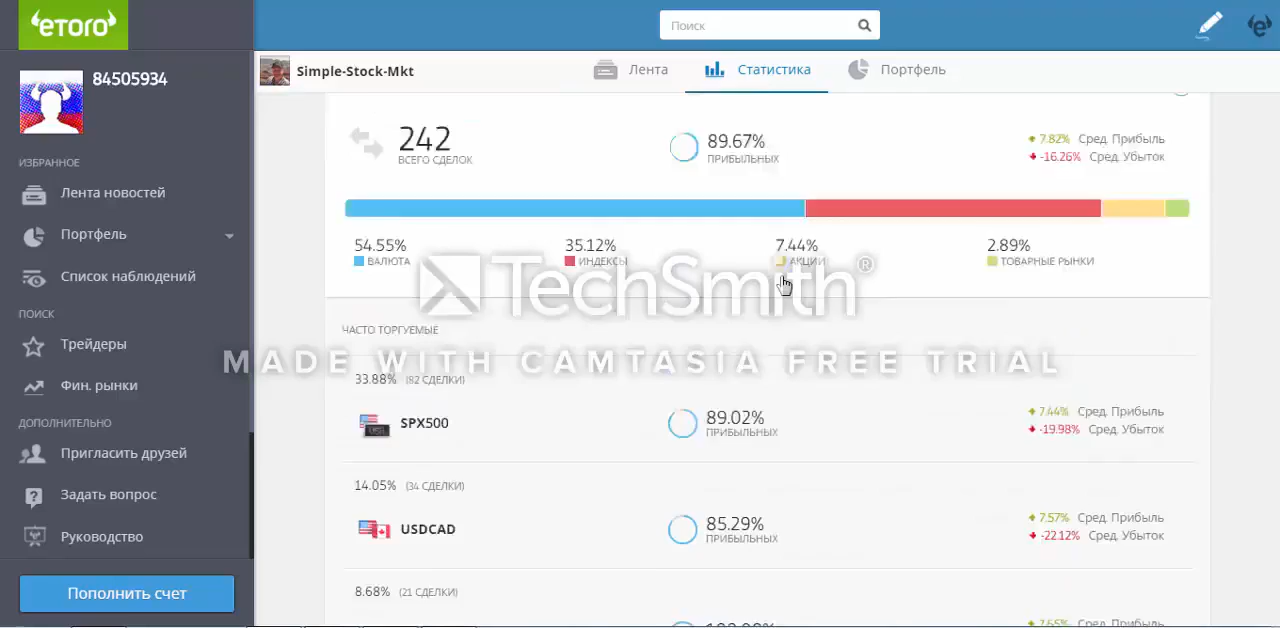 eToro
84505934
ИЗБРАННОЕ
Лента новостей
Портфель
Список наблюдений
ПОИСК
Трейдеры
Фин. рынки
ДОПОЛНИТЕЛЬНО
Пригласить друзей
Задать вопрос
Руководство
Пополнить счет
Поиск
Simple-Stock-Mkt
Лента
Статистика
Портфель
242
ВСЕГО СДЕЛОК
89.67%
ПРИБЫЛЬНЫХ
7.82% Сред. Прибыль
-16.26% Сред. Убыток
54.55%
ВАЛЮТА
35.12%
ИНДЕКСЫ
7.44%
АКЦИИ
2.89%
ТОВАРНЫЕ РЫНКИ
TechSmith®
MADE WITH CAMTASIA FREE TRIAL
ЧАСТО ТОРГУЕМЫЕ
33.88% (82 СДЕЛКИ)
SPX500
89.02%
ПРИБЫЛЬНЫХ
7.44% Сред. Прибыль
-19.98% Сред. Убыток
14.05% (34 СДЕЛКИ)
USDCAD
85.29%
ПРИБЫЛЬНЫХ
7.57% Сред. Прибыль
-22.12% Сред. Убыток
8.68% (21 СДЕЛКИ)
7.65% Сред. Прибыль